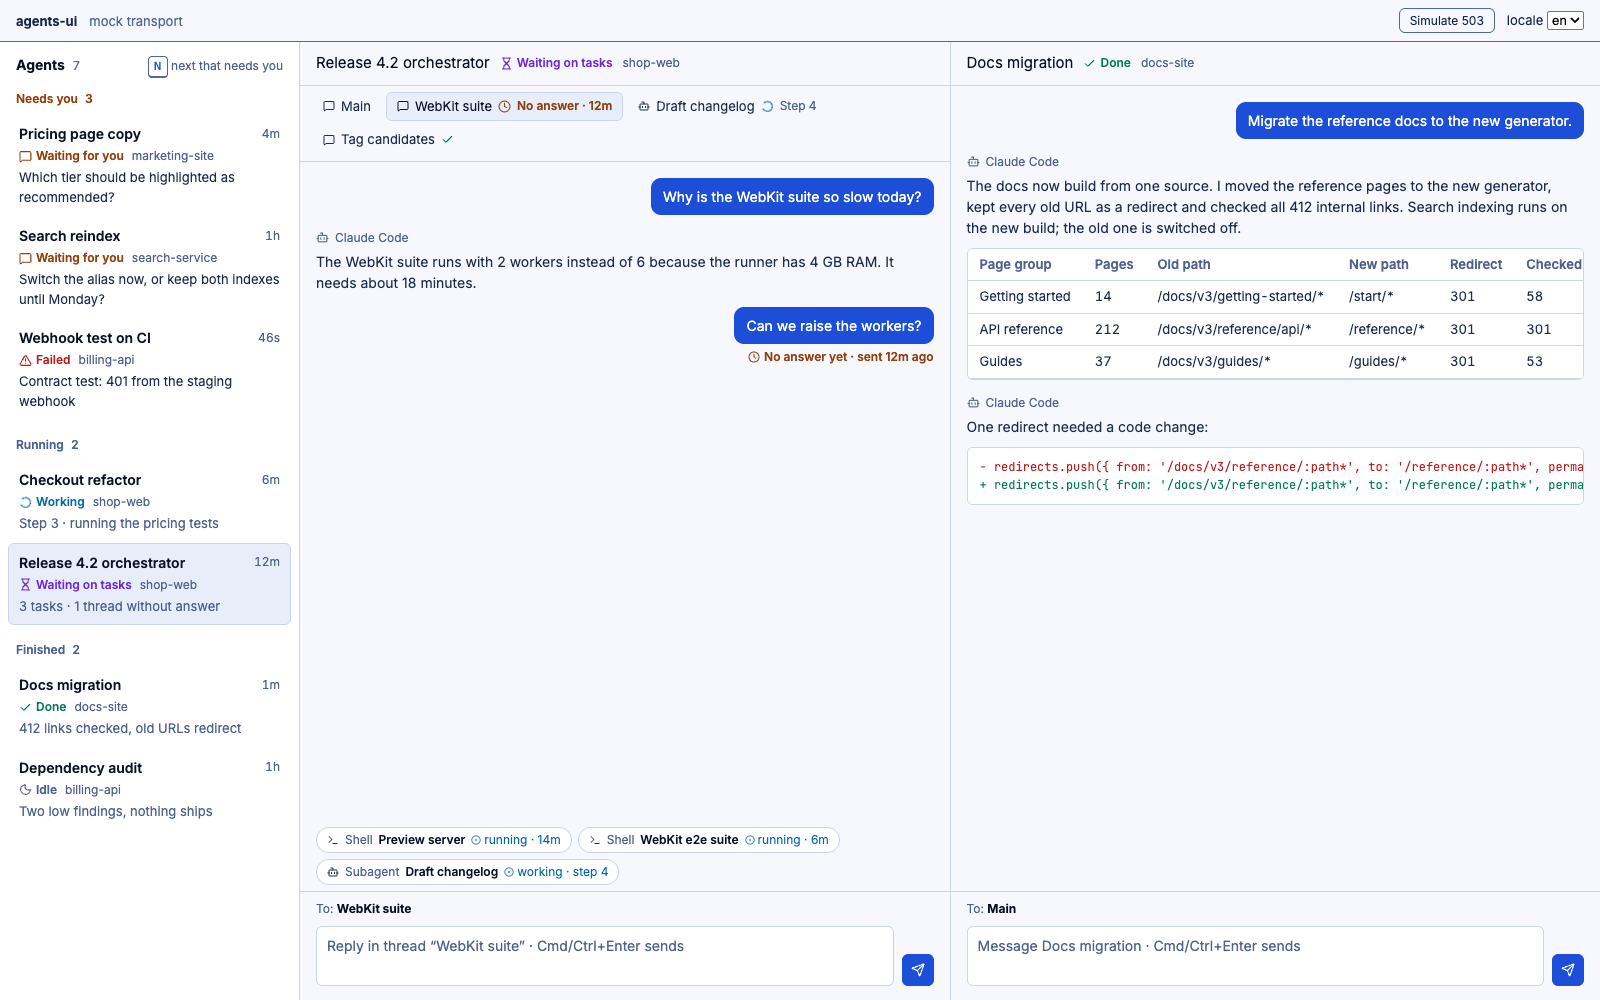 agents-ui mock transport
Simulate 503 locale en
Agents 7 N next that needs you
Needs you 3
Pricing page copy 4m
Waiting for you marketing-site
Which tier should be highlighted as
recommended?
Search reindex 1h
Waiting for you search-service
Switch the alias now, or keep both indexes
until Monday?
Webhook test on CI 46s
Failed billing-api
Contract test: 401 from the staging
webhook
Running 2
Checkout refactor 6m
Working shop-web
Step 3 · running the pricing tests
Release 4.2 orchestrator 12m
Waiting on tasks shop-web
3 tasks · 1 thread without answer
Finished 2
Docs migration 1m
Done docs-site
412 links checked, old URLs redirect
Dependency audit 1h
Idle billing-api
Two low findings, nothing ships
Release 4.2 orchestrator Waiting on tasks shop-web
Main WebKit suite No answer · 12m Draft changelog Step 4
Tag candidates
Why is the WebKit suite so slow today?
Claude Code
The WebKit suite runs with 2 workers instead of 6 because the runner has 4 GB RAM. It
needs about 18 minutes.
Can we raise the workers?
No answer yet · sent 12m ago
Shell Preview server running · 14m Shell WebKit e2e suite running · 6m
Subagent Draft changelog working · step 4
To: WebKit suite
Reply in thread “WebKit suite” · Cmd/Ctrl+Enter sends
Docs migration Done docs-site
Migrate the reference docs to the new generator.
Claude Code
The docs now build from one source. I moved the reference pages to the new generator,
kept every old URL as a redirect and checked all 412 internal links. Search indexing runs on
the new build; the old one is switched off.
Page group Pages Old path New path Redirect Checked
Getting started 14 /docs/v3/getting-started/* /start/* 301 58
API reference 212 /docs/v3/reference/api/* /reference/* 301 301
Guides 37 /docs/v3/guides/* /guides/* 301 53
Claude Code
One redirect needed a code change:
- redirects.push({ from: '/docs/v3/reference/:path*', to: '/reference/:path*', perma
+ redirects.push({ from: '/docs/v3/reference/:path*', to: '/reference/:path*', perma
To: Main
Message Docs migration · Cmd/Ctrl+Enter sends